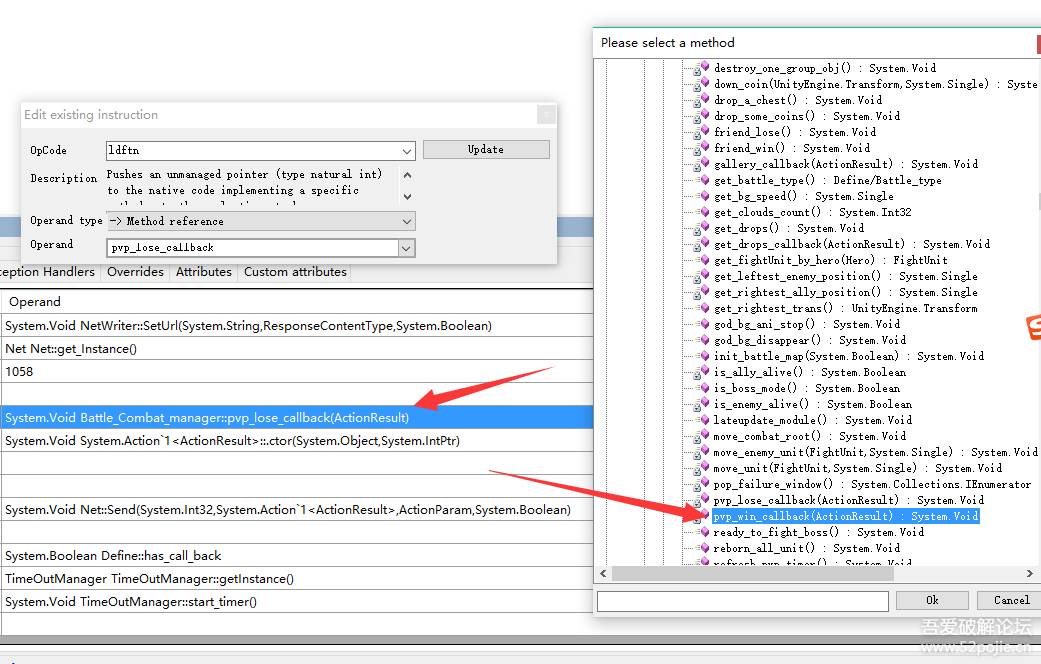 Edit existing instruction
OpCode
ldftn
Update
Description
Pushes an unmanaged pointer (type natural int)
to the native code implementing a specific
Operand type
-> Method reference
Operand
pvp_lose_callback
ception Handlers
Overrides
Attributes
Custom attributes
Operand
System.Void NetWriter::SetUrl(System.String,ResponseContentType,System.Boolean)
Net Net::get_Instance()
1058
System.Void Battle_Combat_manager::pvp_lose_callback(ActionResult)
System.Void System.Action`1<ActionResult>::.ctor(System.Object,System.IntPtr)
System.Void Net::Send(System.Int32,System.Action`1<ActionResult>,ActionParam,System.Boolean)
System.Boolean Define::has_call_back
TimeOutManager TimeOutManager::getInstance()
System.Void TimeOutManager::start_timer()
Please select a method
destroy_one_group_obj() : System.Void
down_coin(UnityEngine.Transform,System.Single) : Syste
drop_a_chest() : System.Void
drop_some_coins() : System.Void
friend_lose() : System.Void
friend_win() : System.Void
gallery_callback(ActionResult) : System.Void
get_battle_type() : Define/Battle_type
get_bg_speed() : System.Single
get_clouds_count() : System.Int32
get_drops() : System.Void
get_drops_callback(ActionResult) : System.Void
get_fightUnit_by_hero(Hero) : FightUnit
get_leftest_enemy_position() : System.Single
get_rightest_ally_position() : System.Single
get_rightest_trans() : UnityEngine.Transform
god_bg_ani_stop() : System.Void
god_bg_disappear() : System.Void
init_battle_map(System.Boolean) : System.Void
is_ally_alive() : System.Boolean
is_boss_mode() : System.Boolean
is_enemy_alive() : System.Boolean
lateupdate_module() : System.Void
move_combat_root() : System.Void
move_enemy_unit(FightUnit,System.Single) : System.Void
move_unit(FightUnit,System.Single) : System.Void
pop_failure_window() : System.Collections.IEnumerator
pvp_lose_callback(ActionResult) : System.Void
pvp_win_callback(ActionResult) : System.Void
ready_to_fight_boss() : System.Void
reborn_all_unit() : System.Void
refresh_pvp_timer() : System.Void
Ok
Cancel
吾爱破解论坛
www.52pojie.cn